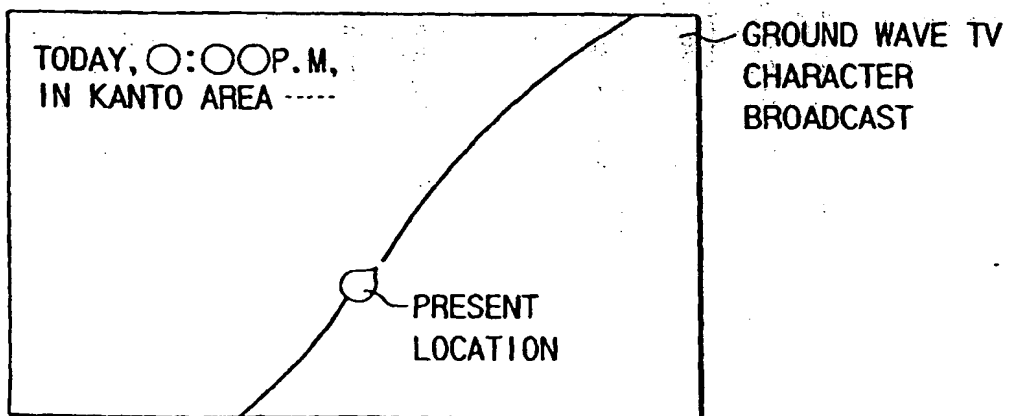 TODAY, ○:○○P.M,
IN KANTO AREA -----
GROUND WAVE TV
CHARACTER
BROADCAST
PRESENT
LOCATION